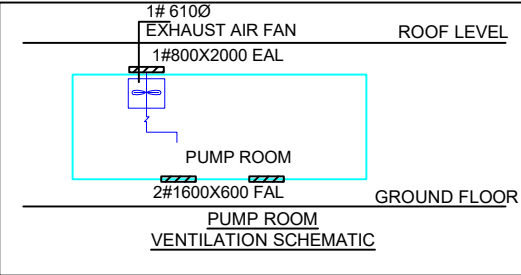 1# 610Ø
EXHAUST AIR FAN
ROOF LEVEL
1#800X2000 EAL
PUMP ROOM
2#1600X600 FAL
GROUND FLOOR
PUMP ROOM
VENTILATION SCHEMATIC